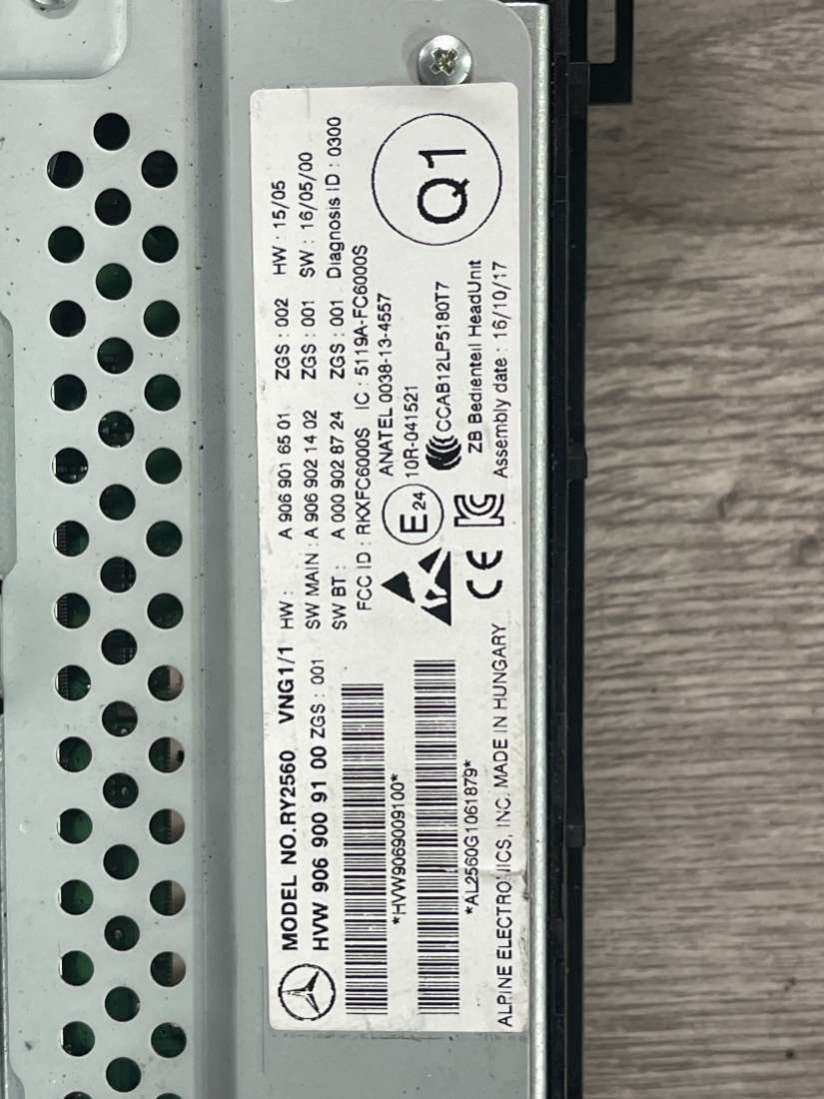 MODEL NO.RY2560 VNG1/1
HVW 906 900 91 00 ZGS : 001
*HVW9069009100*
*AL2560G1061879*
ALPINE ELECTRONICS, INC. MADE IN HUNGARY
HW : A 906 901 65 01 ZGS : 002 HW : 15/05
SW MAIN : A 906 902 14 02 ZGS : 001 SW : 16/05/00
SW BT : A 000 902 87 24 ZGS : 001 Diagnosis ID : 0300
FCC ID : RKXFC6000S IC : 5119A-FC6000S
ANATEL 0038-13-4557
E24 10R-041521
CCAB12LP5180T7
CE
ZB Bedienteil HeadUnit
Assembly date : 16/10/17
Q1